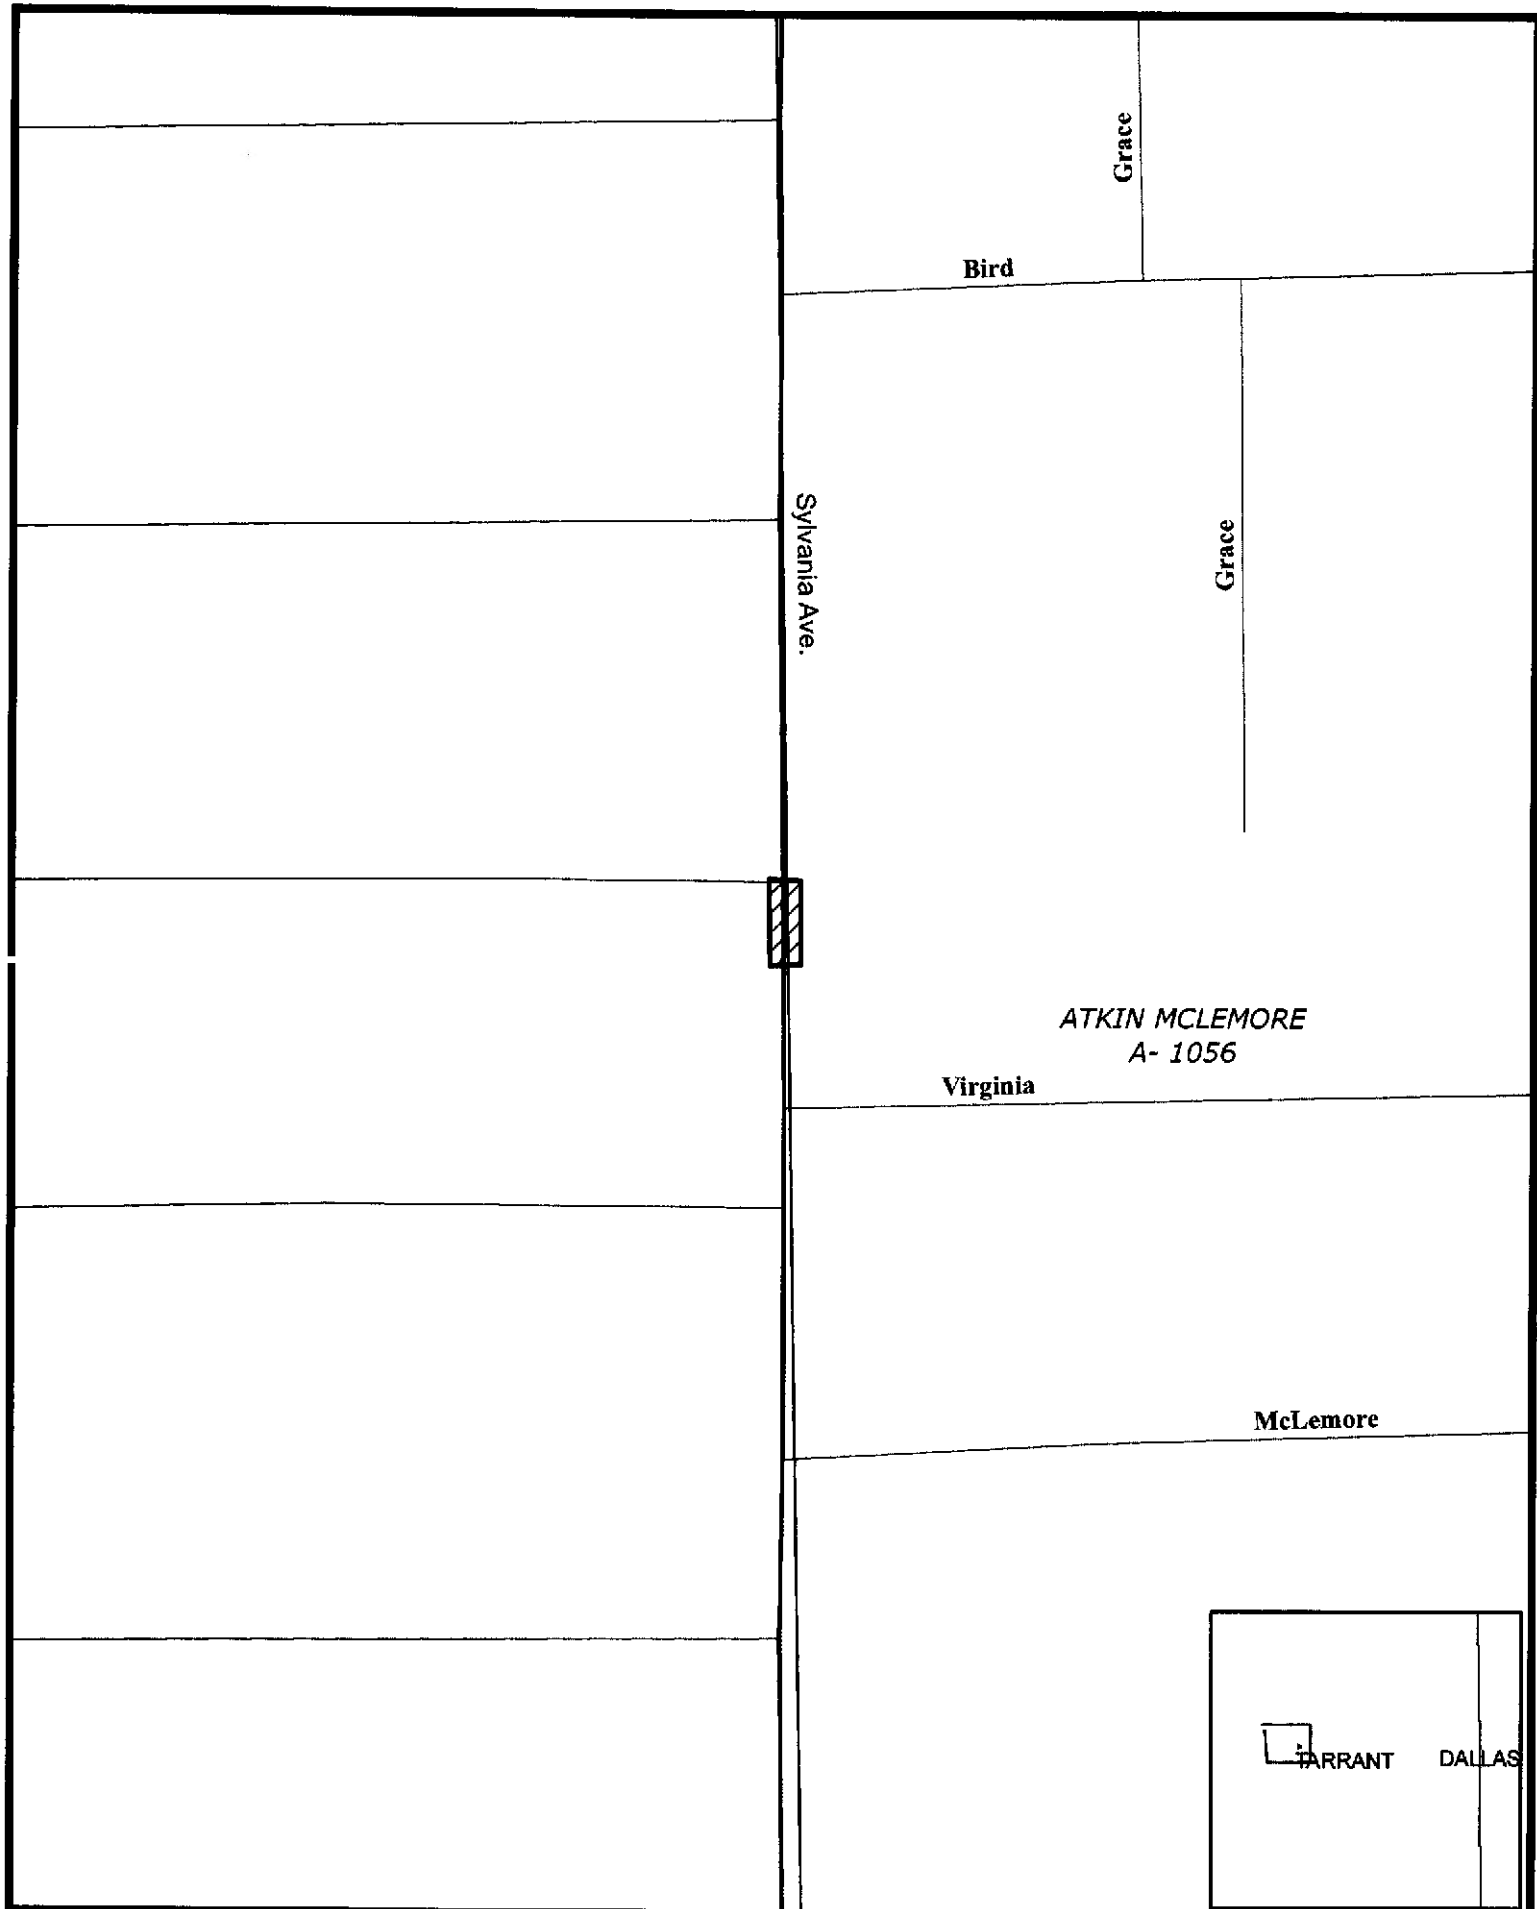 Grace
Bird
Sylvania Ave.
Grace
ATKIN MCLEMORE
A- 1056
Virginia
McLemore
TARRANT
DALLAS